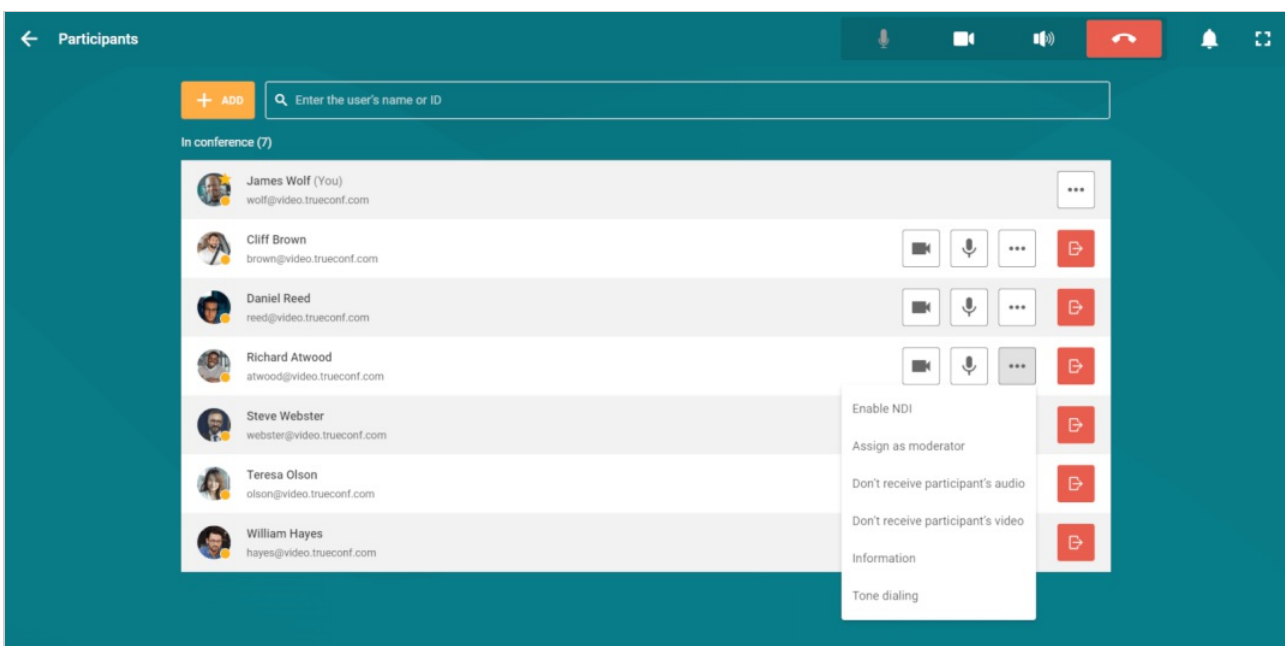 Participants
ADD
Enter the user's name or ID
In conference (7)
James Wolf (You)
wolf@video.trueconf.com
Cliff Brown
brown@video.trueconf.com
Daniel Reed
reed@video.trueconf.com
Richard Atwood
atwood@video.trueconf.com
Steve Webster
webster@video.trueconf.com
Teresa Olson
olson@video.trueconf.com
William Hayes
hayes@video.trueconf.com
Enable NDI
Assign as moderator
Don't receive participant's audio
Don't receive participant's video
Information
Tone dialing